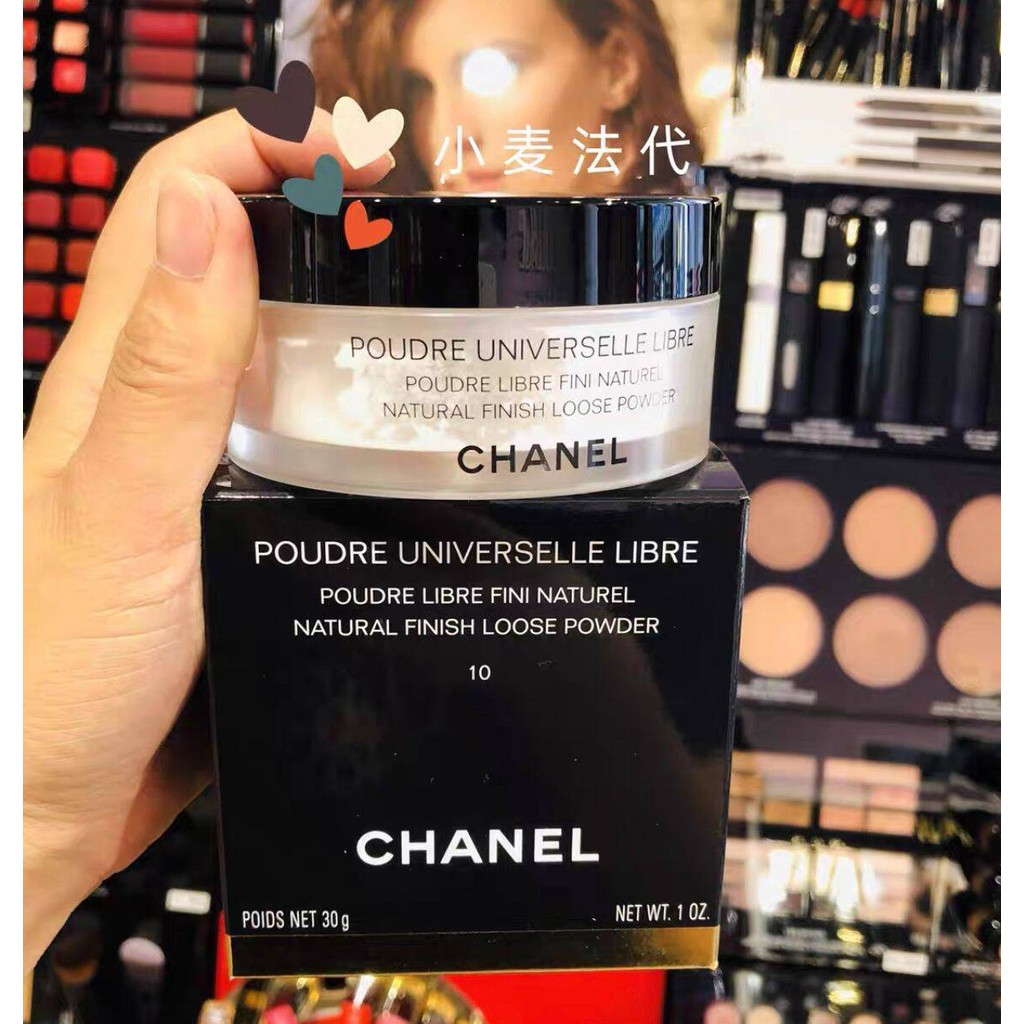 小麦法代
POUDRE UNIVERSELLE LIBRE
POUDRE LIBRE FINI NATUREL
NATURAL FINISH LOOSE POWDER
CHANEL
POUDRE UNIVERSELLE LIBRE
POUDRE LIBRE FINI NATUREL
NATURAL FINISH LOOSE POWDER
10
CHANEL
POIDS NET 30 g NET WT. 1 OZ.